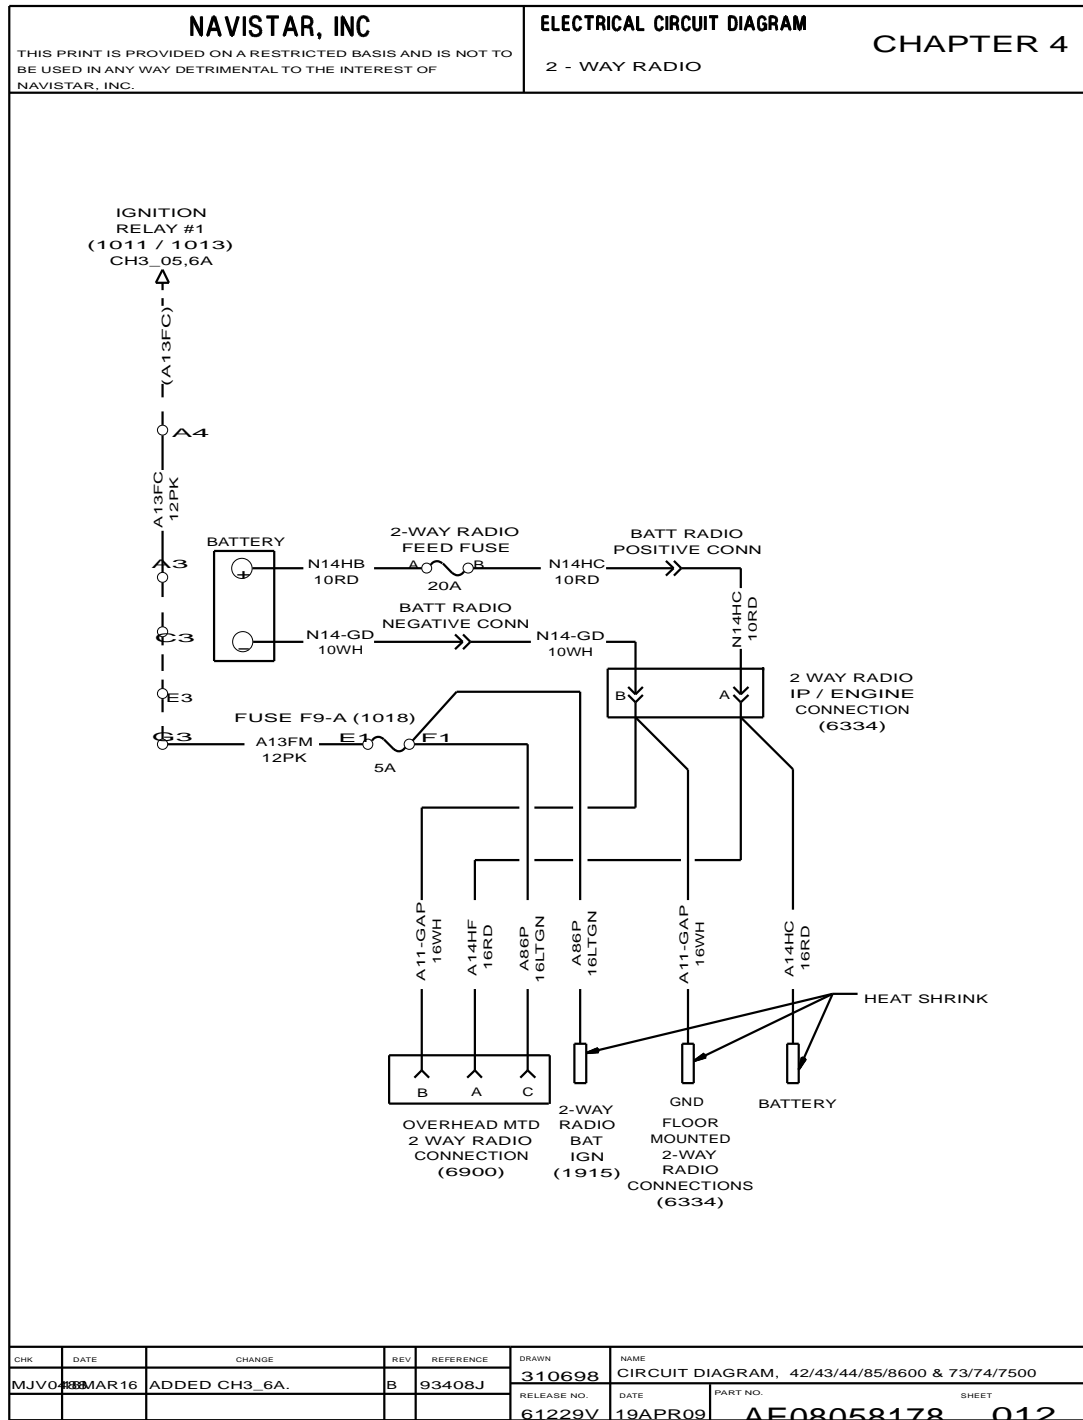 NAVISTAR, INC
THIS PRINT IS PROVIDED ON A RESTRICTED BASIS AND IS NOT TO
BE USED IN ANY WAY DETRIMENTAL TO THE INTEREST OF
NAVISTAR, INC.
ELECTRICAL CIRCUIT DIAGRAM
2 - WAY RADIO
CHAPTER 4
IGNITION
RELAY #1
(1011 / 1013)
CH3_05,6A
(A13FC)
A4
A13FC
12PK
A3
C3
E3
G3
BATTERY
+
-
N14HB
10RD
2-WAY RADIO
FEED FUSE
A
B
20A
N14HC
10RD
BATT RADIO
POSITIVE CONN
N14HC
10RD
N14-GD
10WH
BATT RADIO
NEGATIVE CONN
N14-GD
10WH
B
A
2 WAY RADIO
IP / ENGINE
CONNECTION
(6334)
FUSE F9-A (1018)
A13FM
12PK
E1
F1
5A
A11-GAP
16WH
A14HF
16RD
A86P
16LTGN
A86P
16LTGN
A11-GAP
16WH
A14HC
16RD
HEAT SHRINK
B
A
C
OVERHEAD MTD
2 WAY RADIO
CONNECTION
(6900)
2-WAY
RADIO
BAT
IGN
(1915)
GND
FLOOR
MOUNTED
2-WAY
RADIO
CONNECTIONS
(6334)
BATTERY
CHK
DATE
CHANGE
REV
REFERENCE
MAR16
ADDED CH3_6A.
B
93408J
DRAWN
310698
NAME
CIRCUIT DIAGRAM, 42/43/44/85/8600 & 73/74/7500
RELEASE NO.
61229V
DATE
19APR09
PART NO.
AE08058178
SHEET
012